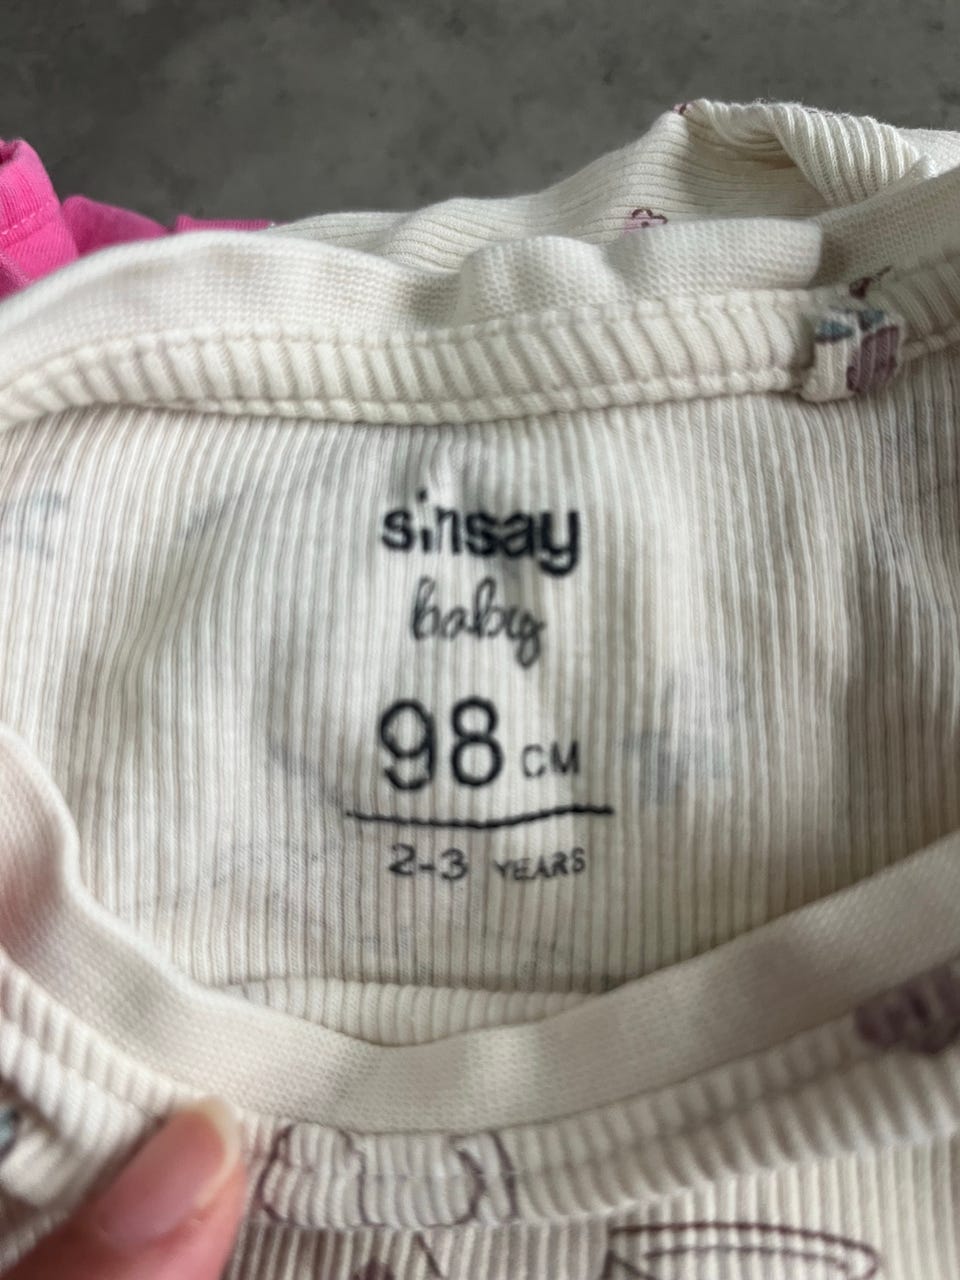 sinsay
baby
98 CM
2-3 YEARS